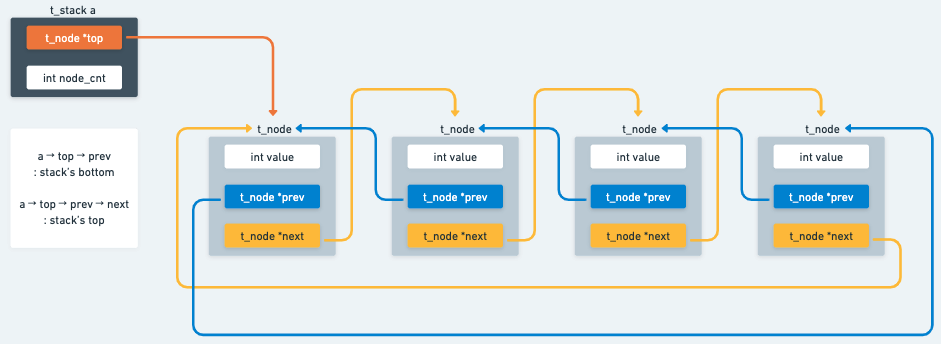 t_stack a
t_node *top
int node_cnt
a → top → prev
: stack's bottom
a → top → prev → next
: stack's top
t_node
int value
t_node *prev
t_node *next
t_node
int value
t_node *prev
t_node *next
t_node
int value
t_node *prev
t_node *next
t_node
int value
t_node *prev
t_node *next